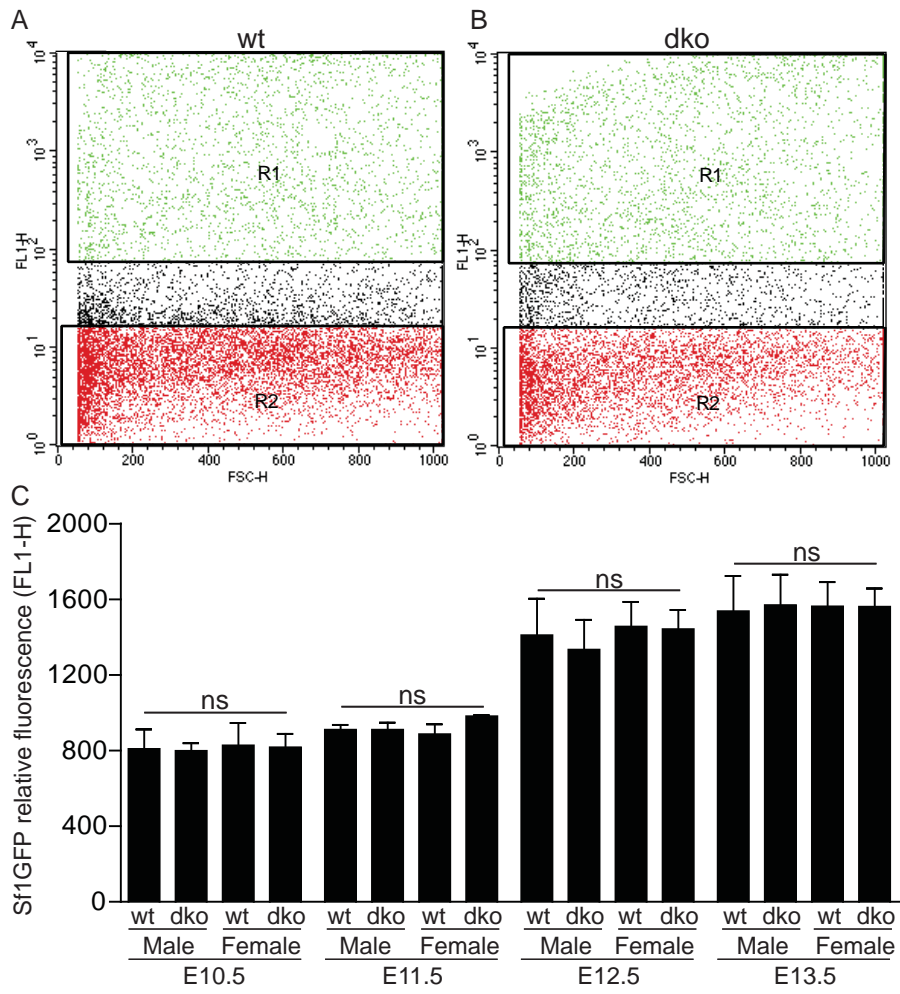 A
wt
10^4
10^3
10^2
10^1
10^0
FL1-H
R1
R2
0 200 400 600 800 1000
FSC-H
B
dko
10^4
10^3
10^2
10^1
10^0
FL1-H
R1
R2
0 200 400 600 800 1000
FSC-H
C
Sf1GFP relative fluorescence (FL1-H)
2000
1600
1200
800
400
0
ns ns ns ns
wt dko wt dko wt dko wt dko wt dko wt dko wt dko wt dko
Male Female Male Female Male Female Male Female
E10.5 E11.5 E12.5 E13.5